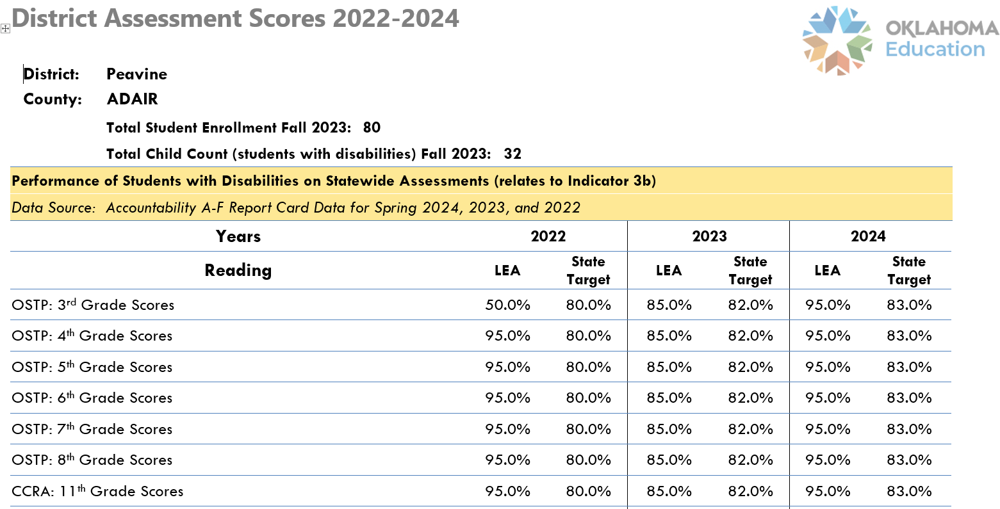 District Assessment Scores 2022-2024
OKLAHOMA
Education
District: Peavine
County: ADAIR
Total Student Enrollment Fall 2023: 80
Total Child Count (students with disabilities) Fall 2023: 32
Performance of Students with Disabilities on Statewide Assessments (relates to Indicator 3b)
Data Source: Accountability A-F Report Card Data for Spring 2024, 2023, and 2022
Years 2022 2023 2024
Reading LEA State Target LEA State Target LEA State Target
OSTP: 3rd Grade Scores 50.0% 80.0% 85.0% 82.0% 95.0% 83.0%
OSTP: 4th Grade Scores 95.0% 80.0% 85.0% 82.0% 95.0% 83.0%
OSTP: 5th Grade Scores 95.0% 80.0% 85.0% 82.0% 95.0% 83.0%
OSTP: 6th Grade Scores 95.0% 80.0% 85.0% 82.0% 95.0% 83.0%
OSTP: 7th Grade Scores 95.0% 80.0% 85.0% 82.0% 95.0% 83.0%
OSTP: 8th Grade Scores 95.0% 80.0% 85.0% 82.0% 95.0% 83.0%
CCRA: 11th Grade Scores 95.0% 80.0% 85.0% 82.0% 95.0% 83.0%